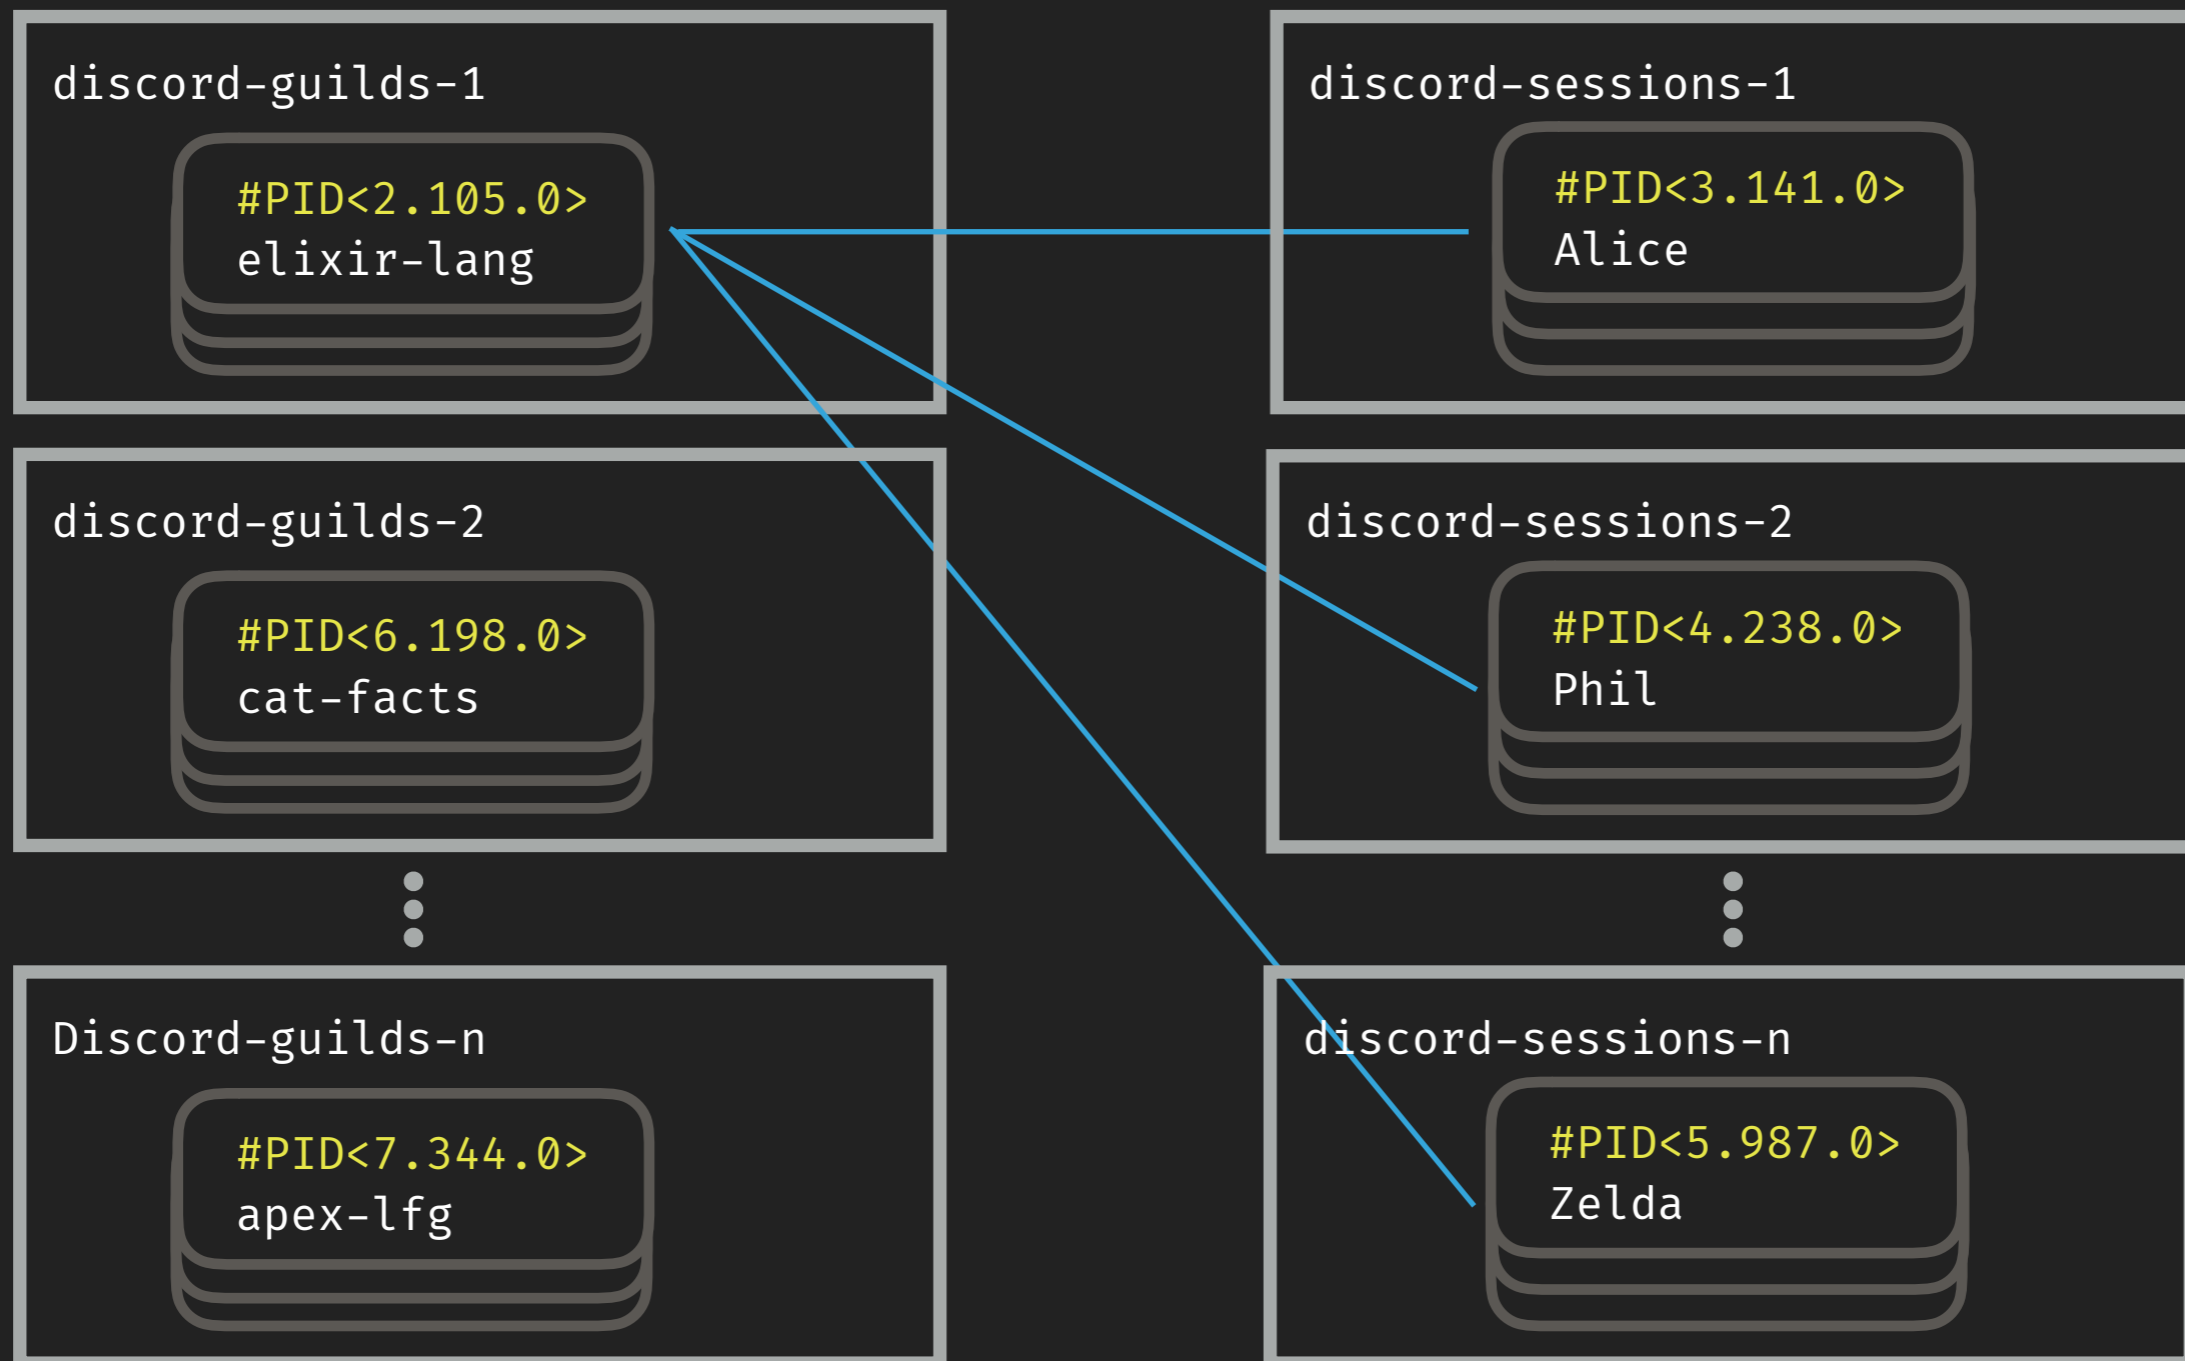 discord-guilds-1
#PID<2.105.0>
elixir-lang
discord-sessions-1
#PID<3.141.0>
Alice
discord-guilds-2
#PID<6.198.0>
cat-facts
discord-sessions-2
#PID<4.238.0>
Phil
Discord-guilds-n
#PID<7.344.0>
apex-lfg
discord-sessions-n
#PID<5.987.0>
Zelda